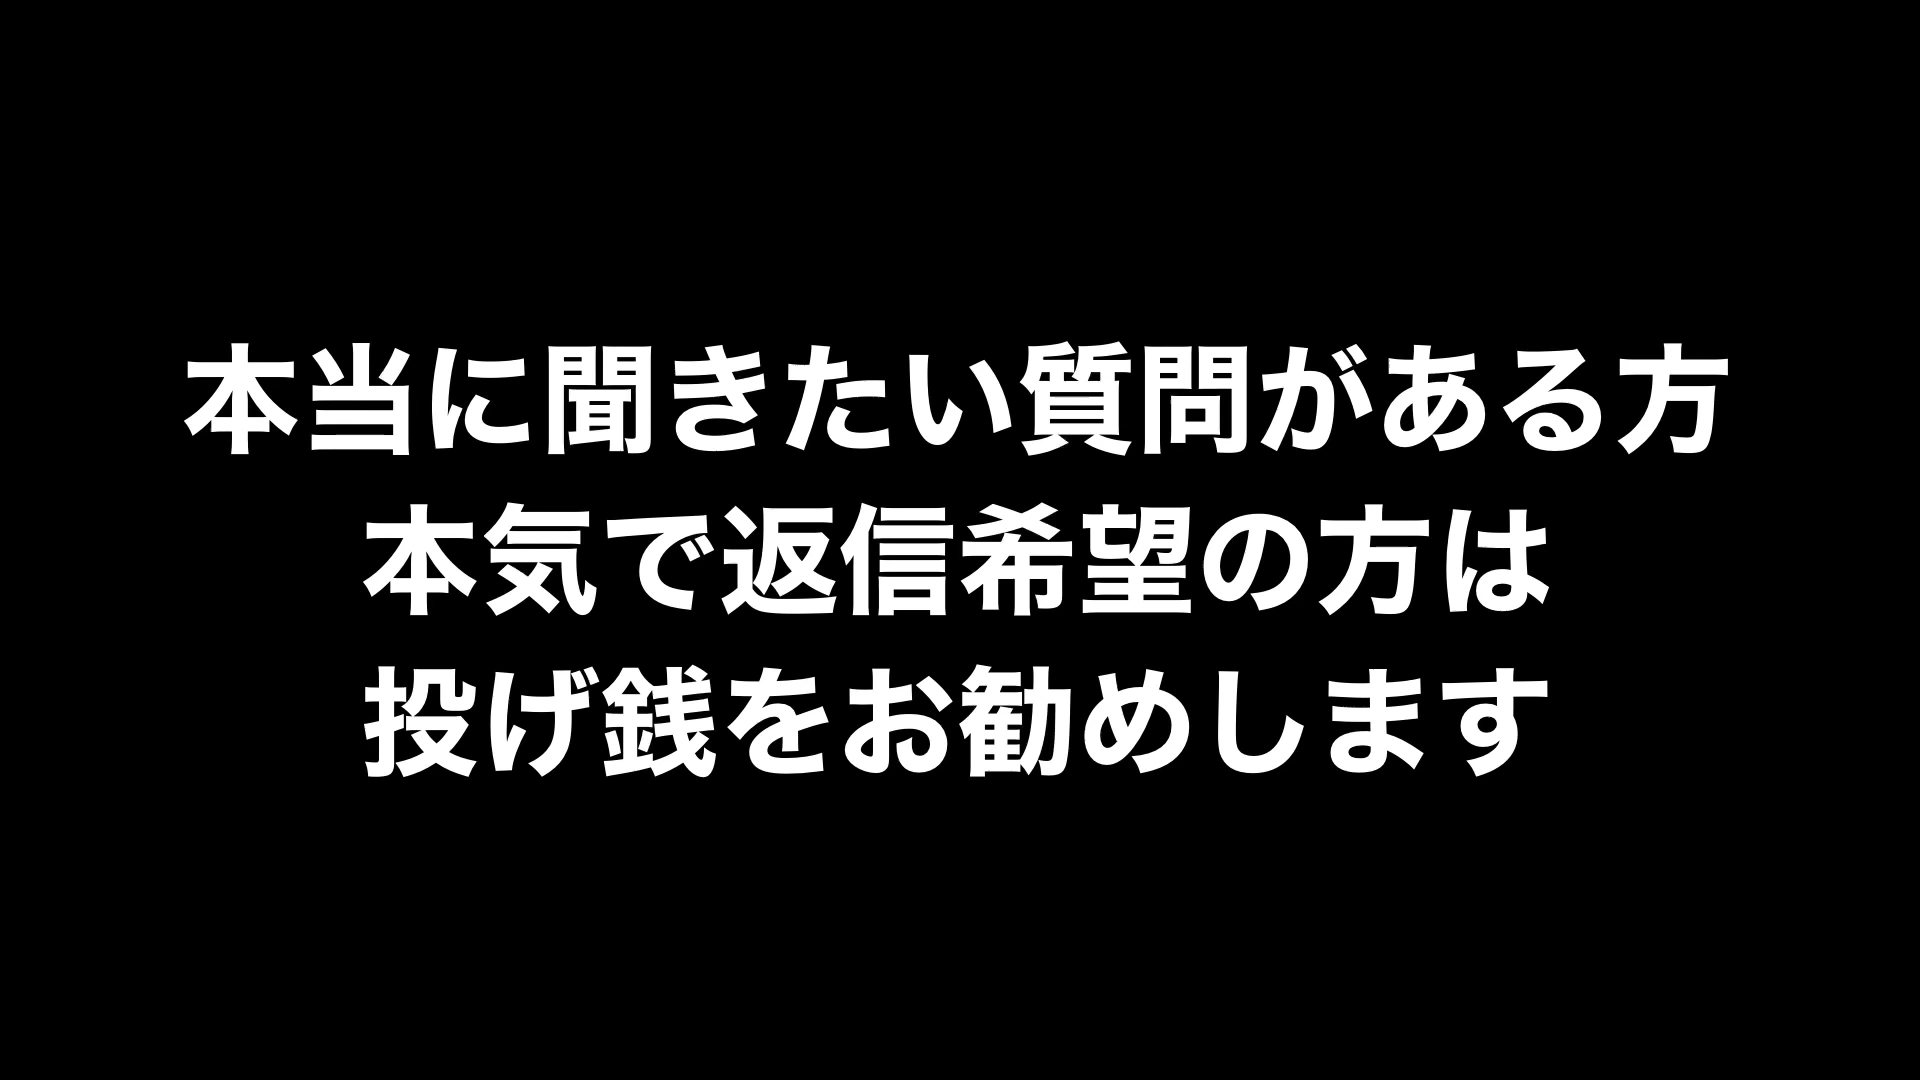 本当に聞きたい質問がある方
本気で返信希望の方は
投げ銭をお勧めします